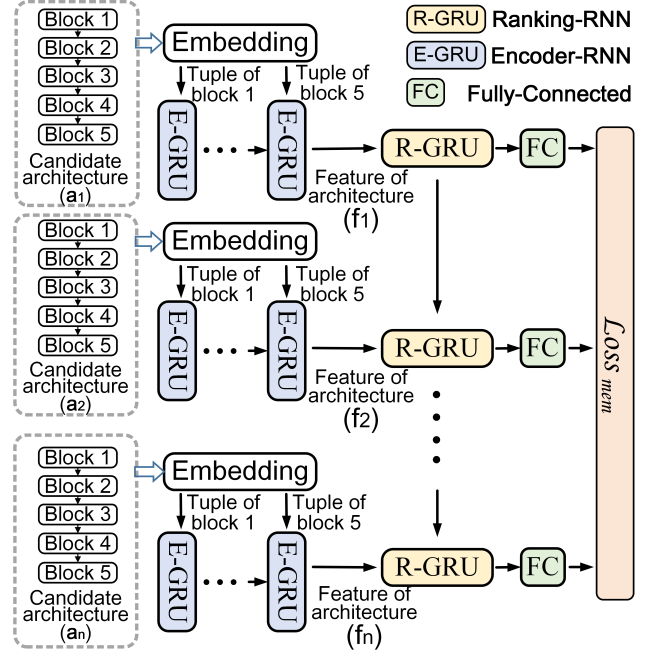 R-GRU Ranking-RNN
E-GRU Encoder-RNN
FC Fully-Connected
Block 1
Block 2
Block 3
Block 4
Block 5
Candidate
architecture
(a1)
Embedding
Tuple of
block 1
Tuple of
block 5
E-GRU
E-GRU
Feature of
architecture
(f1)
R-GRU
FC
Block 1
Block 2
Block 3
Block 4
Block 5
Candidate
architecture
(a2)
Embedding
Tuple of
block 1
Tuple of
block 5
E-GRU
E-GRU
Feature of
architecture
(f2)
R-GRU
FC
Block 1
Block 2
Block 3
Block 4
Block 5
Candidate
architecture
(an)
Embedding
Tuple of
block 1
Tuple of
block 5
E-GRU
E-GRU
Feature of
architecture
(fn)
R-GRU
FC
Loss mem